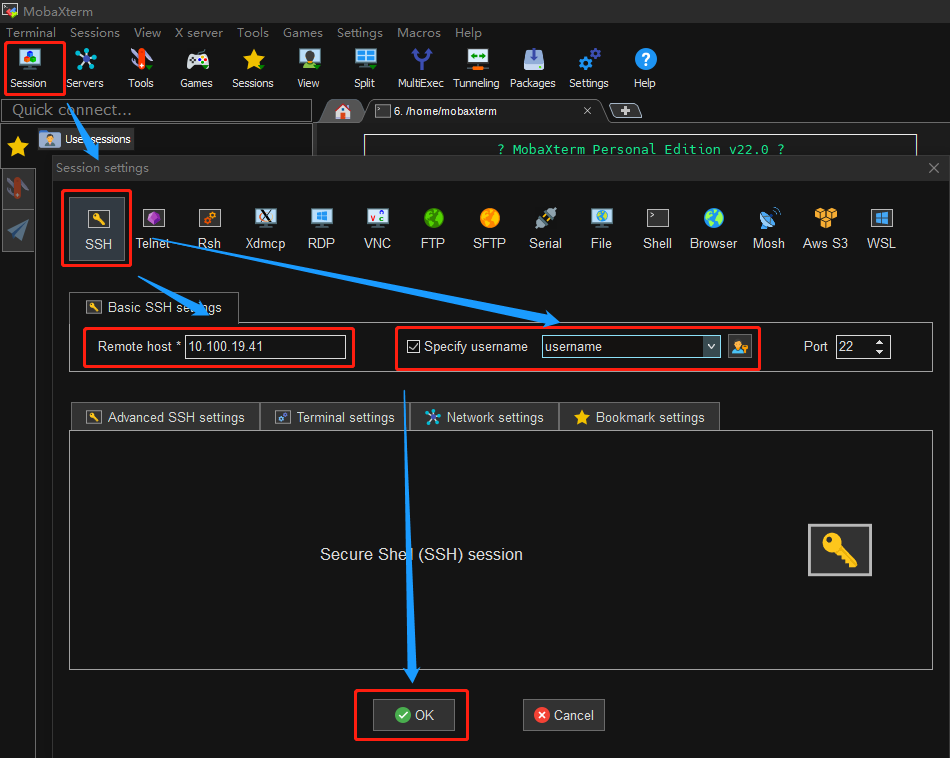 MobaXterm
Terminal Sessions View X server Tools Games Settings Macros Help
Session Servers Tools Games Sessions View Split MultiExec Tunneling Packages Settings Help
Quick connect...
6. /home/mobaxterm
User sessions
? MobaXterm Personal Edition v22.0 ?
Session settings
SSH Telnet Rsh Xdmcp RDP VNC FTP SFTP Serial File Shell Browser Mosh Aws S3 WSL
Basic SSH settings
Remote host * 10.100.19.41 Specify username username Port 22
Advanced SSH settings Terminal settings Network settings Bookmark settings
Secure Shell (SSH) session
OK Cancel